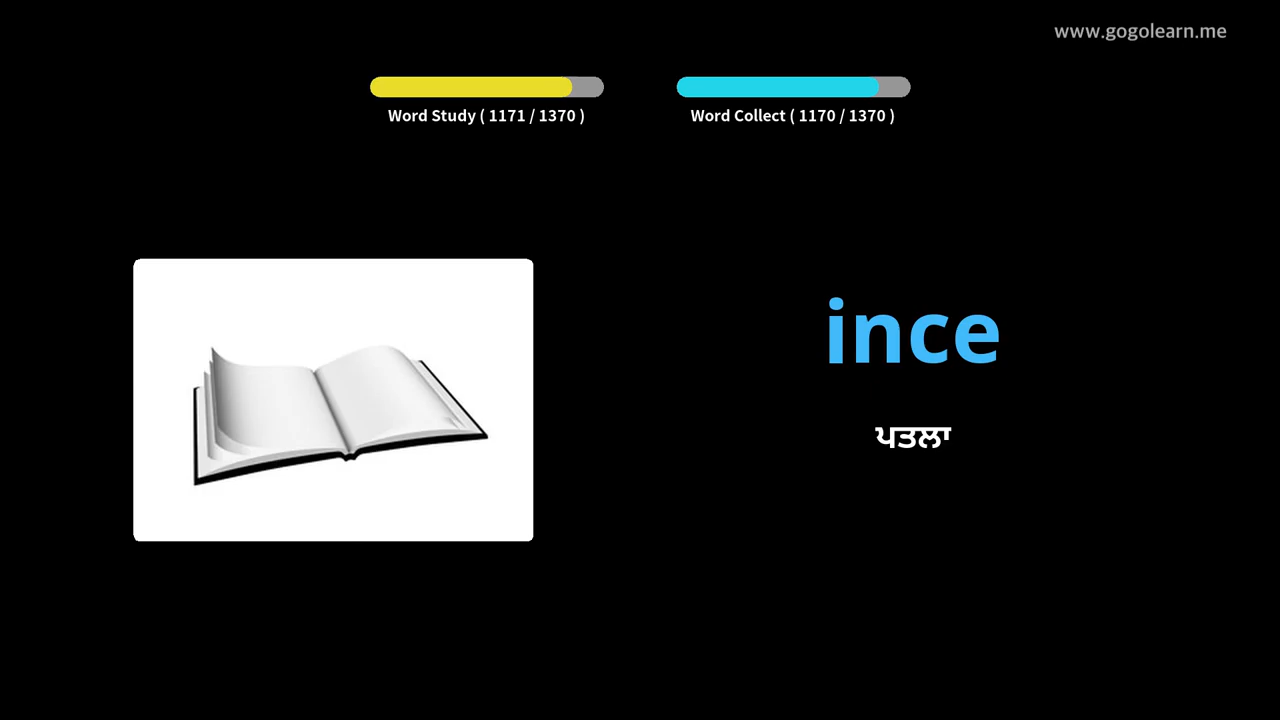 www.gogolearn.me
Word Study ( 1171 / 1370 )
Word Collect ( 1170 / 1370 )
ince
ਪਤਲਾ